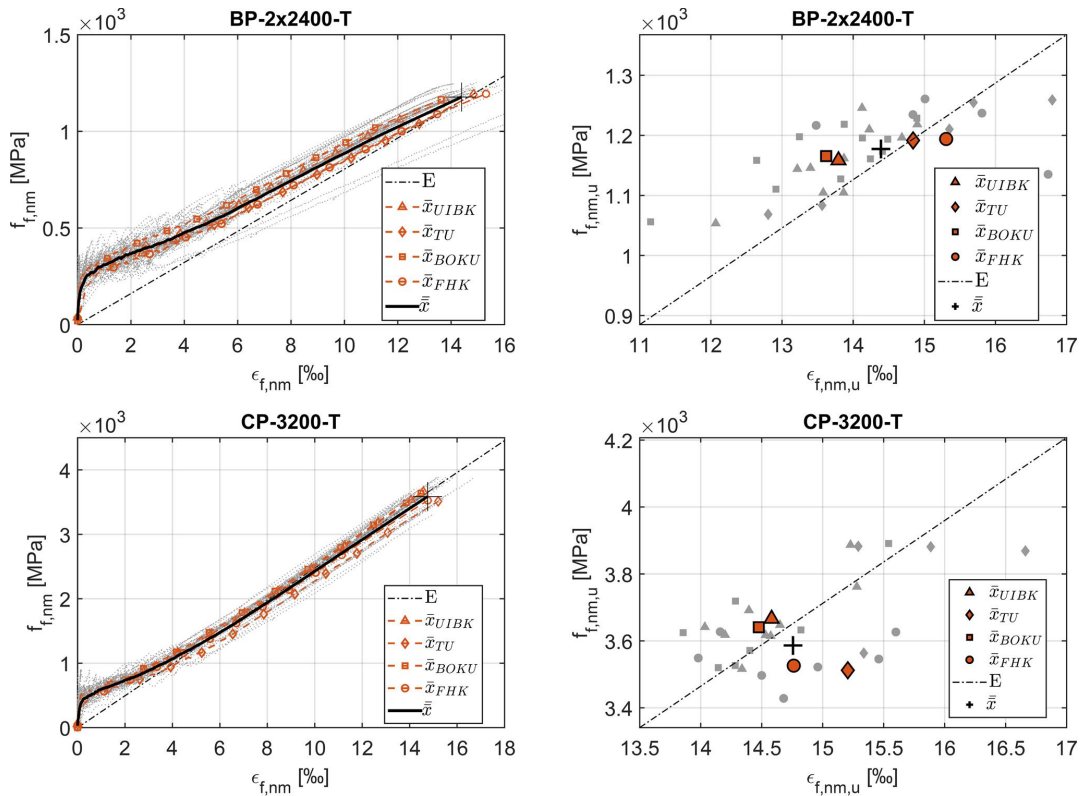 BP-2x2400-T
×10³
f_f,nm [MPa]
1.5
1
0.5
0
0 2 4 6 8 10 12 14 16
ϵ_f,nm [‰]
E
x̄_UIBK
x̄_TU
x̄_BOKU
x̄_FHK
x̿
BP-2x2400-T
×10³
f_f,nm,u [MPa]
1.3
1.2
1.1
1
0.9
11 12 13 14 15 16 17
ϵ_f,nm,u [‰]
x̄_UIBK
x̄_TU
x̄_BOKU
x̄_FHK
E
x̿
CP-3200-T
×10³
f_f,nm [MPa]
4
3
2
1
0
0 2 4 6 8 10 12 14 16 18
ϵ_f,nm [‰]
E
x̄_UIBK
x̄_TU
x̄_BOKU
x̄_FHK
x̿
CP-3200-T
×10³
f_f,nm,u [MPa]
4.2
4
3.8
3.6
3.4
13.5 14 14.5 15 15.5 16 16.5 17
ϵ_f,nm,u [‰]
x̄_UIBK
x̄_TU
x̄_BOKU
x̄_FHK
E
x̿